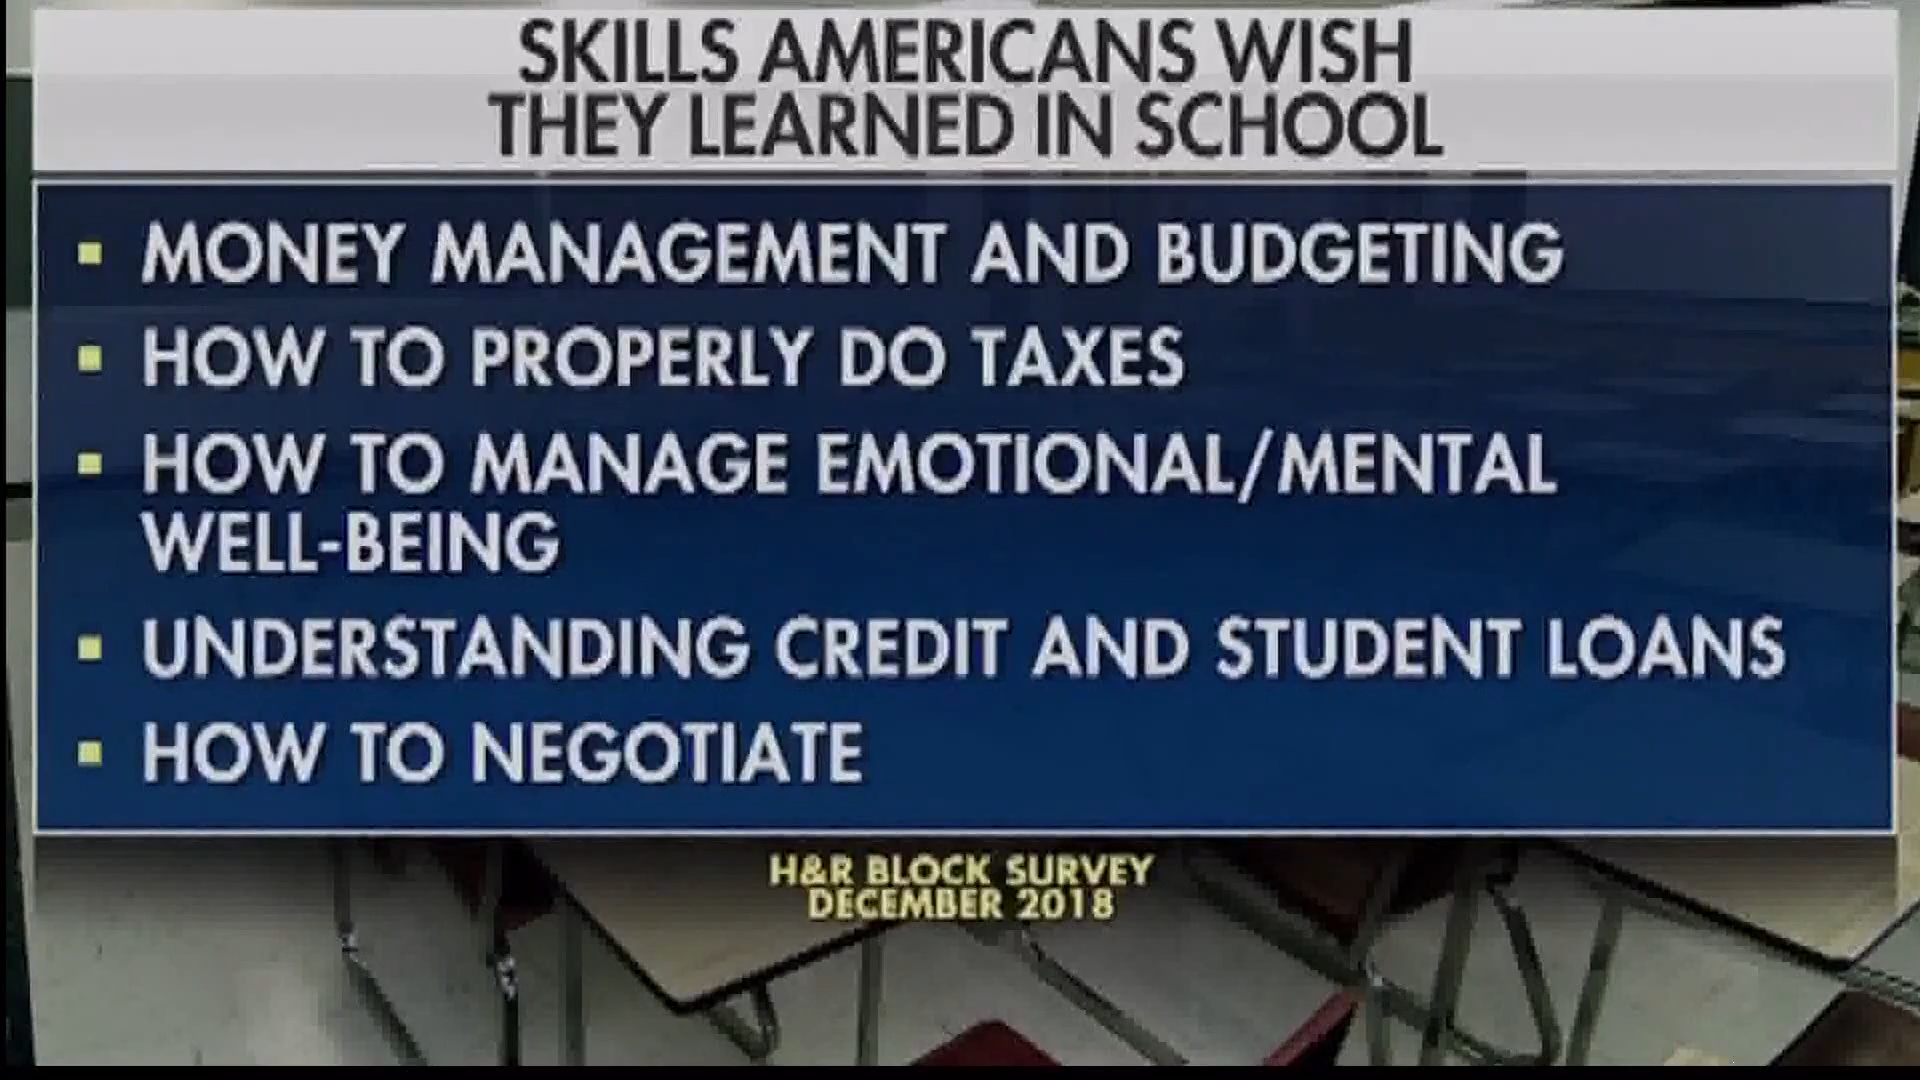 SKILLS AMERICANS WISH
THEY LEARNED IN SCHOOL
▪ MONEY MANAGEMENT AND BUDGETING
▪ HOW TO PROPERLY DO TAXES
▪ HOW TO MANAGE EMOTIONAL/MENTAL
WELL-BEING
▪ UNDERSTANDING CREDIT AND STUDENT LOANS
▪ HOW TO NEGOTIATE
H&R BLOCK SURVEY
DECEMBER 2018